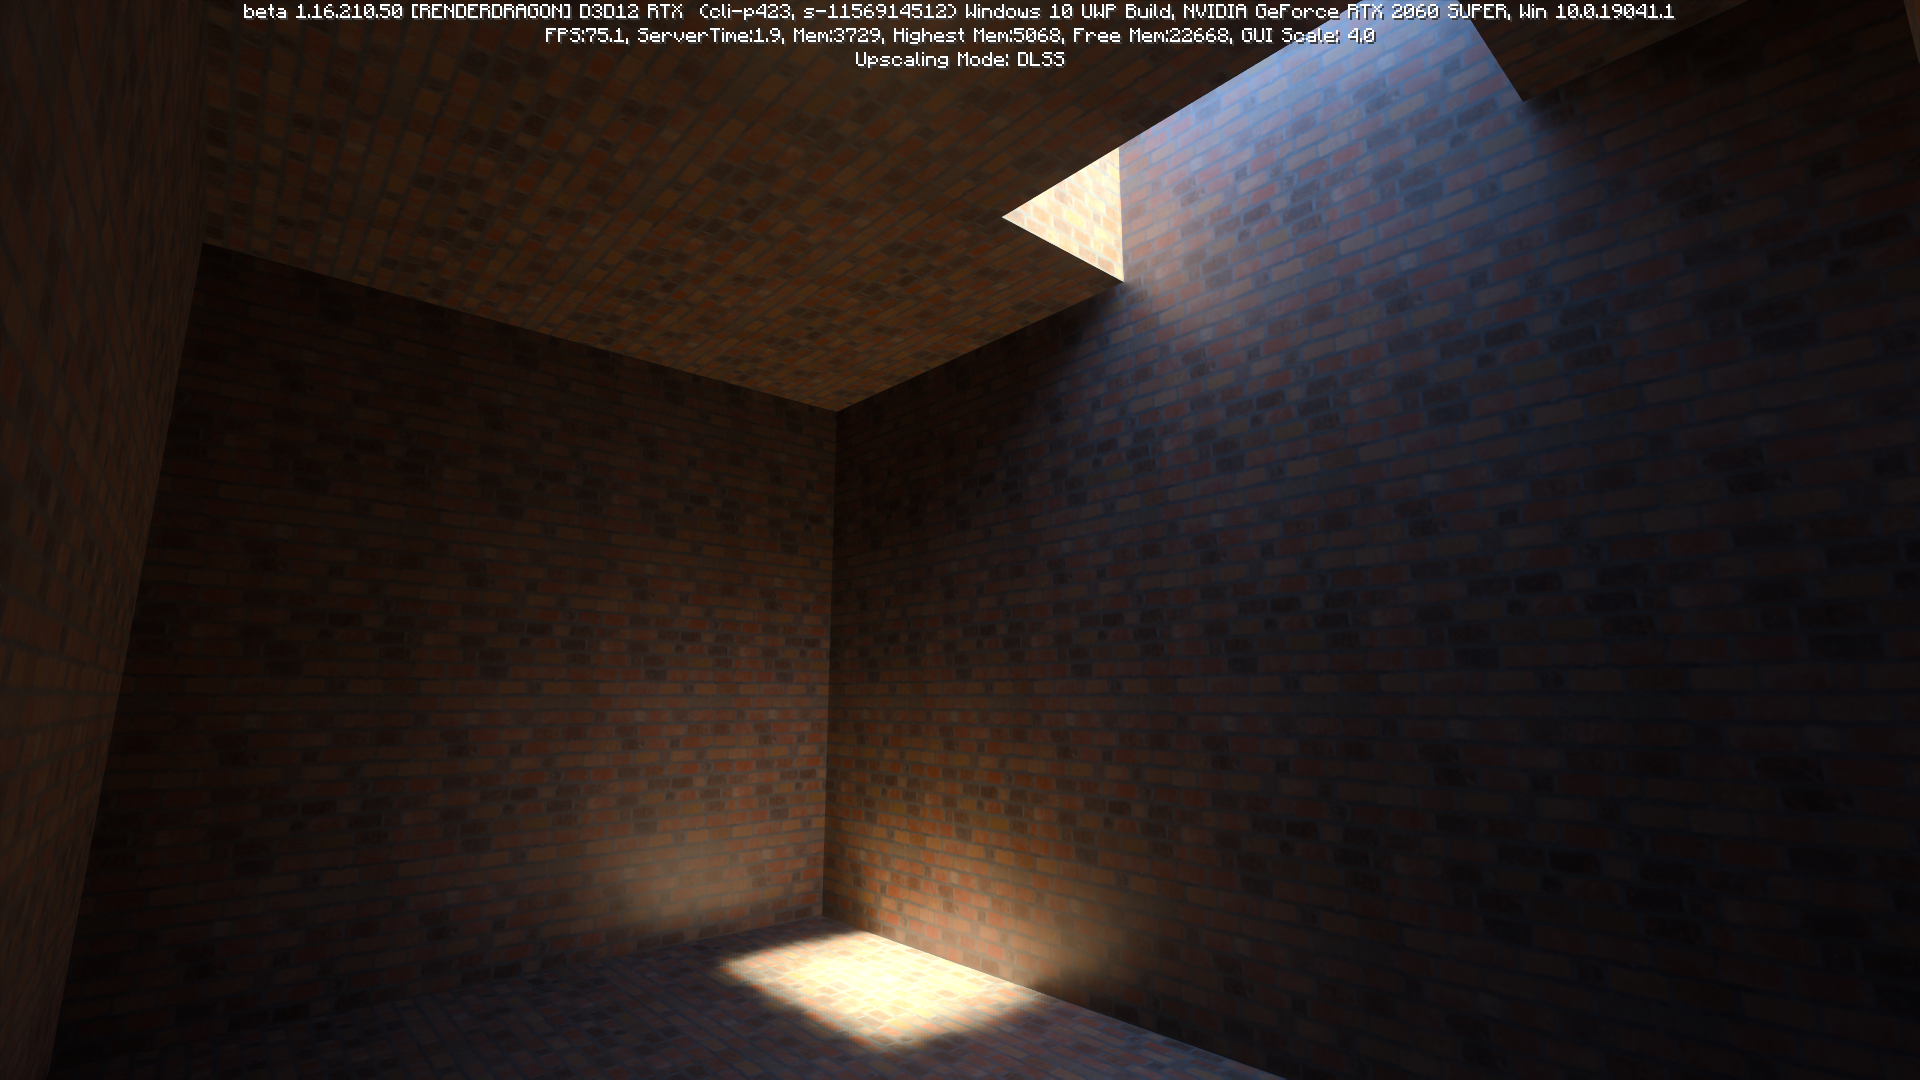 beta 1.16.210.50 [RENDERDRAGON] D3D12 RTX (cli-p423, s-1156914512) Windows 10 UWP Build, NVIDIA GeForce RTX 2060 SUPER, Win 10.0.19041.1
FPS:75.1, ServerTime:1.9, Mem:3729, Highest Mem:5068, Free Mem:22668, GUI Scale: 4.0
Upscaling Mode: DLSS